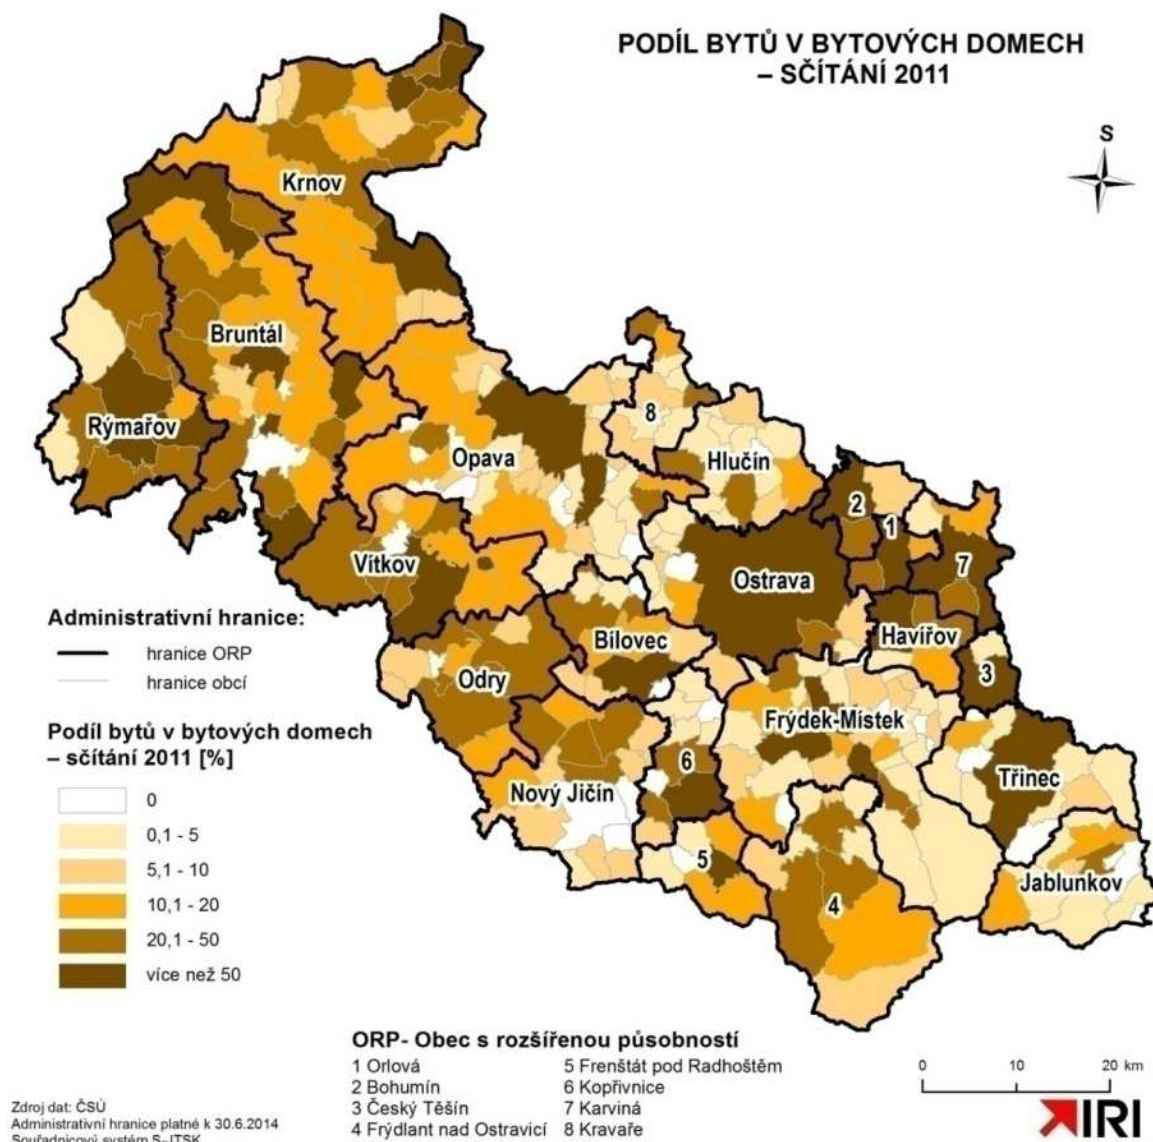 PODÍL BYTŮ V BYTOVÝCH DOMECH
– SČÍTÁNÍ 2011
S
Krnov
Bruntál
Rýmařov
8
Opava
Hlučín
2
1
7
Vítkov
Ostrava
Havířov
3
Bílovec
Odry
Frýdek-Místek
6
Třinec
Nový Jičín
5
Jablunkov
4
Administrativní hranice:
hranice ORP
hranice obcí
Podíl bytů v bytových domech
– sčítání 2011 [%]
0
0,1 - 5
5,1 - 10
10,1 - 20
20,1 - 50
více než 50
ORP- Obec s rozšířenou působností
1 Orlová
2 Bohumín
3 Český Těšín
4 Frýdlant nad Ostravicí
5 Frenštát pod Radhoštěm
6 Kopřivnice
7 Karviná
8 Kravaře
0 10 20 km
IRI
Zdroj dat: ČSÚ
Administrativní hranice platné k 30.6.2014
Souřadnicový systém S-JTSK